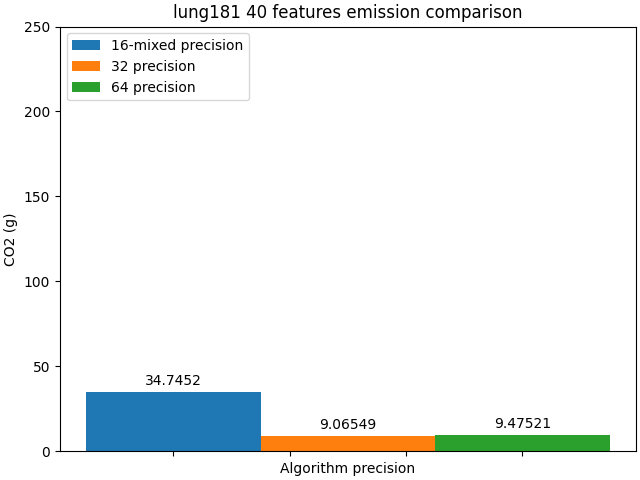 lung181 40 features emission comparison
250
16-mixed precision
32 precision
64 precision
200
150
CO2 (g)
100
50
34.7452
9.06549
9.47521
0
Algorithm precision